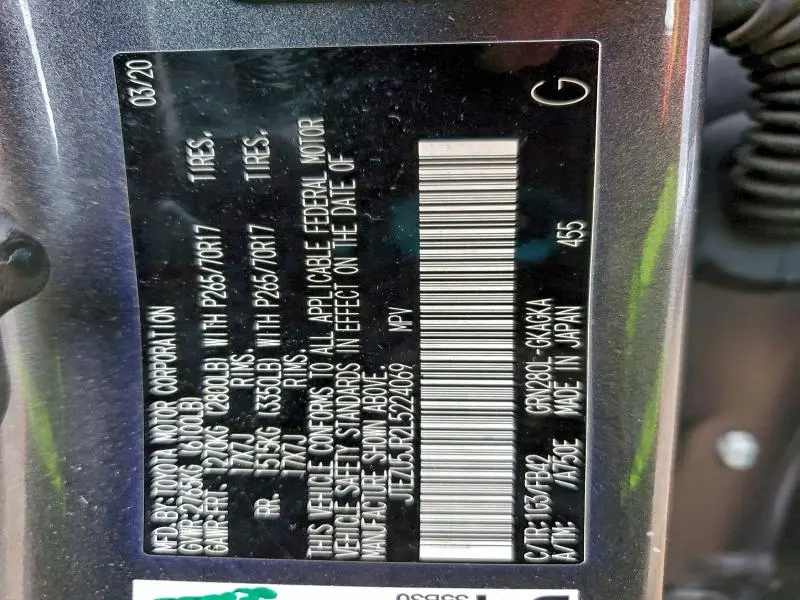 MFD.BY:TOYOTA MOTOR CORPORATION 03/20
GVWR:2765KG (6100LB)
GAWR:FRT 1270KG (2800LB) WITH P265/70R17 TIRES.
17X7J RIMS.
RR. 1515KG (3350LB) WITH P265/70R17 TIRES.
17X7J RIMS.
THIS VEHICLE CONFORMS TO ALL APPLICABLE FEDERAL MOTOR
VEHICLE SAFETY STANDARDS IN EFFECT ON THE DATE OF
MANUFACTURE SHOWN ABOVE.
JTEZU5JR2L5224069 MPV
C/TR:1G3/FB42 GRN280L-GKAGKA 455
A/TM: /A750E MADE IN JAPAN G